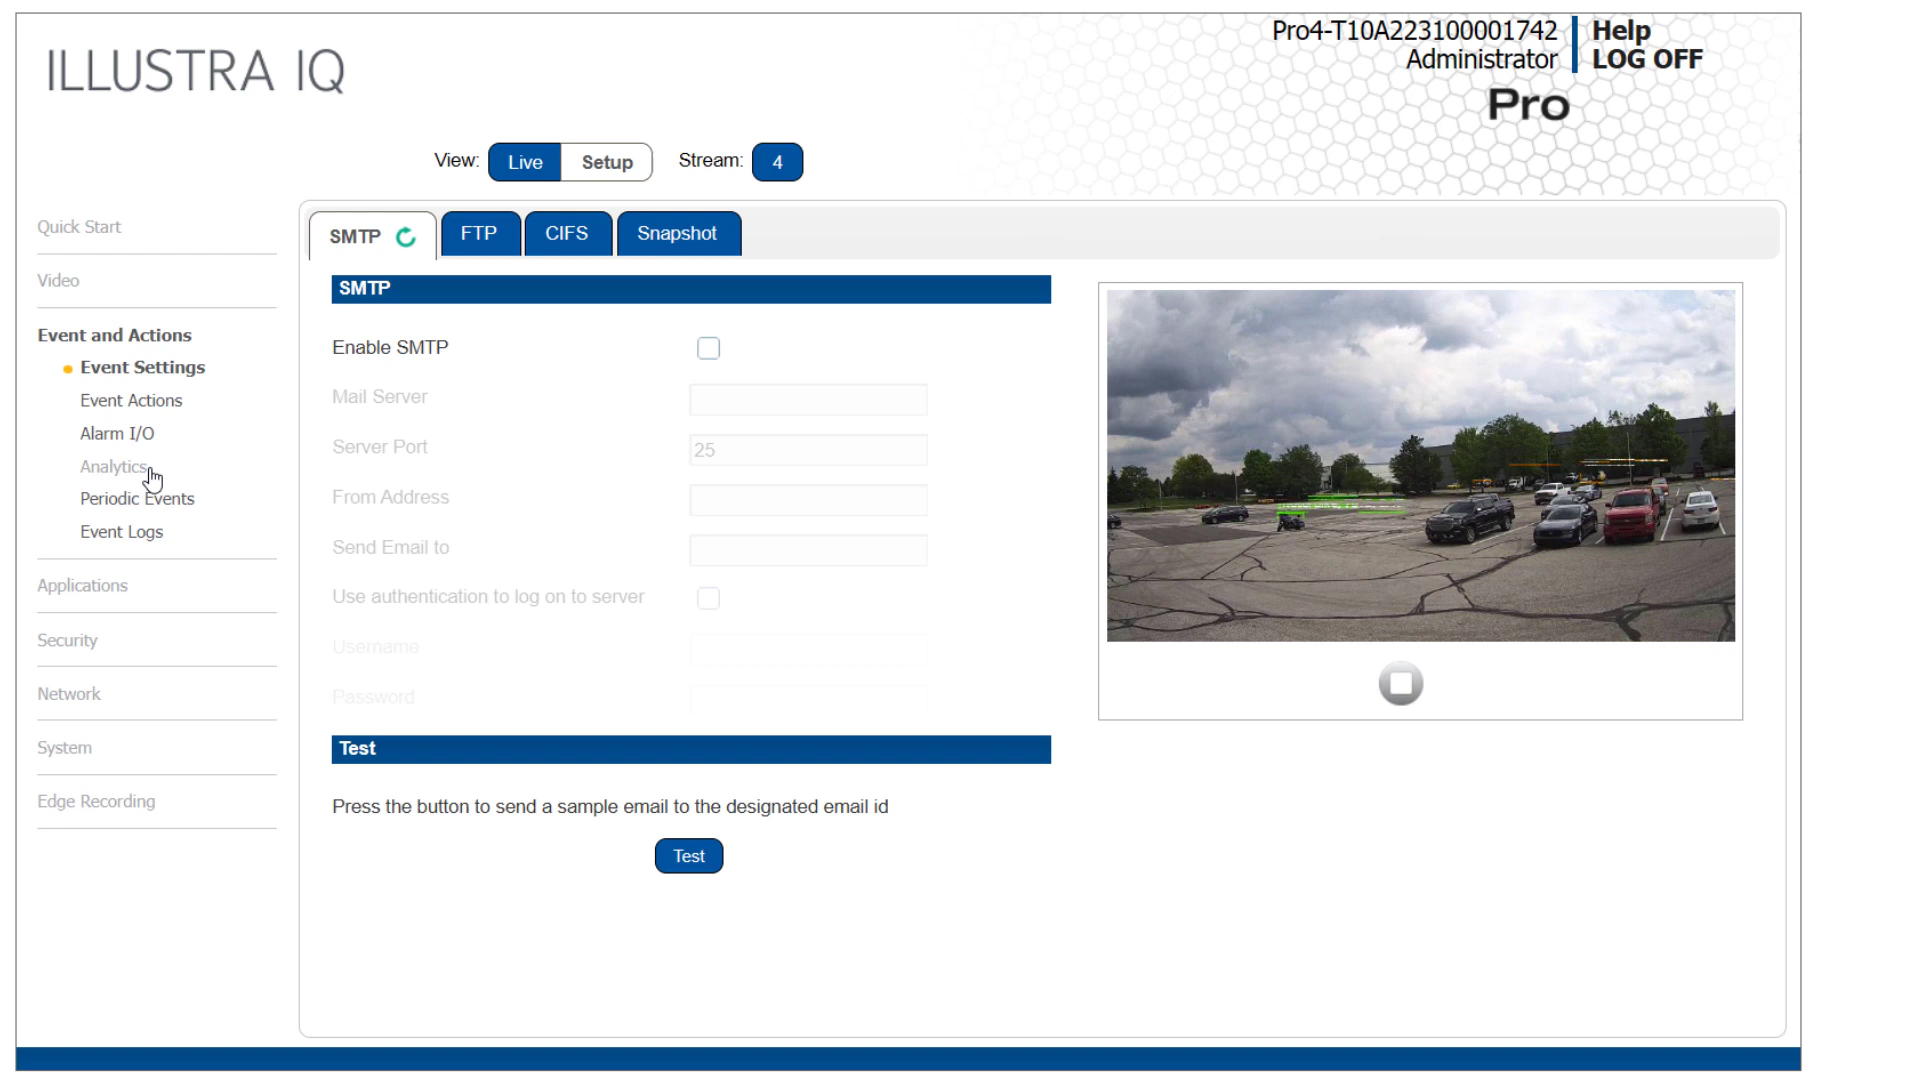 ILLUSTRA IQ
Pro4-T10A223100001742
Administrator
Help
LOG OFF
Pro
View: Live Setup Stream: 4
Quick Start
Video
Event and Actions
Event Settings
Event Actions
Alarm I/O
Analytics
Periodic Events
Event Logs
Applications
Security
Network
System
Edge Recording
SMTP FTP CIFS Snapshot
SMTP
Enable SMTP
Mail Server
Server Port 25
From Address
Send Email to
Use authentication to log on to server
Username
Password
Test
Press the button to send a sample email to the designated email id
Test